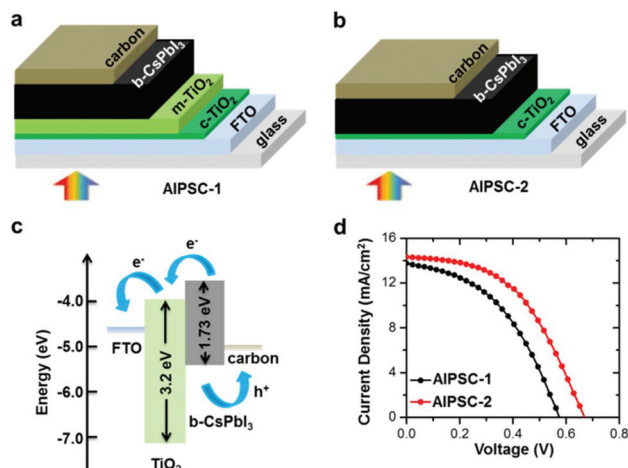 a
carbon
b-CsPbI₃
m-TiO₂
c-TiO₂
FTO
glass
AIPSC-1
b
carbon
b-CsPbI₃
c-TiO₂
FTO
glass
AIPSC-2
c
Energy (eV)
-4.0
-5.0
-6.0
-7.0
e⁻
e⁻
FTO
3.2 eV
1.73 eV
carbon
h⁺
b-CsPbI₃
TiO₂
d
Current Density (mA/cm²)
16
12
8
4
0
AIPSC-1
AIPSC-2
0.0 0.2 0.4 0.6 0.8
Voltage (V)